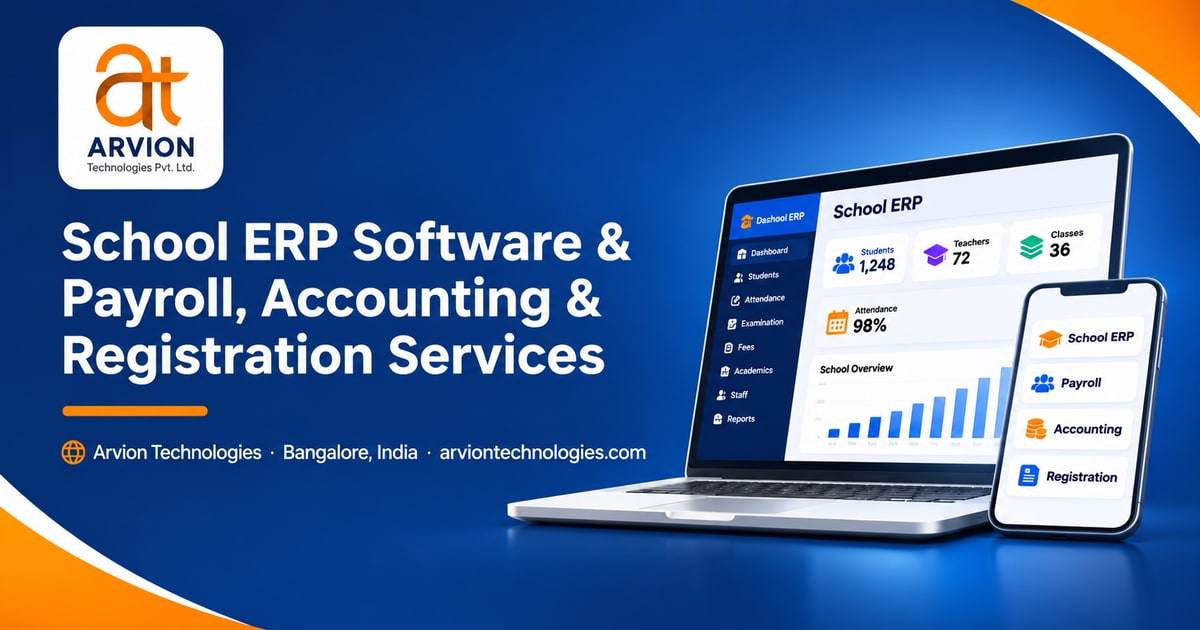 at
ARVION
Technologies Pvt. Ltd.
School ERP Software &
Payroll, Accounting &
Registration Services
Arvion Technologies · Bangalore, India · arviontechnologies.com
Dashool ERP
Dashboard
Students
Attendance
Examination
Fees
Academics
Staff
Reports
School ERP
Students
1,248
Teachers
72
Classes
36
Attendance
98%
School Overview
School ERP
Payroll
Accounting
Registration